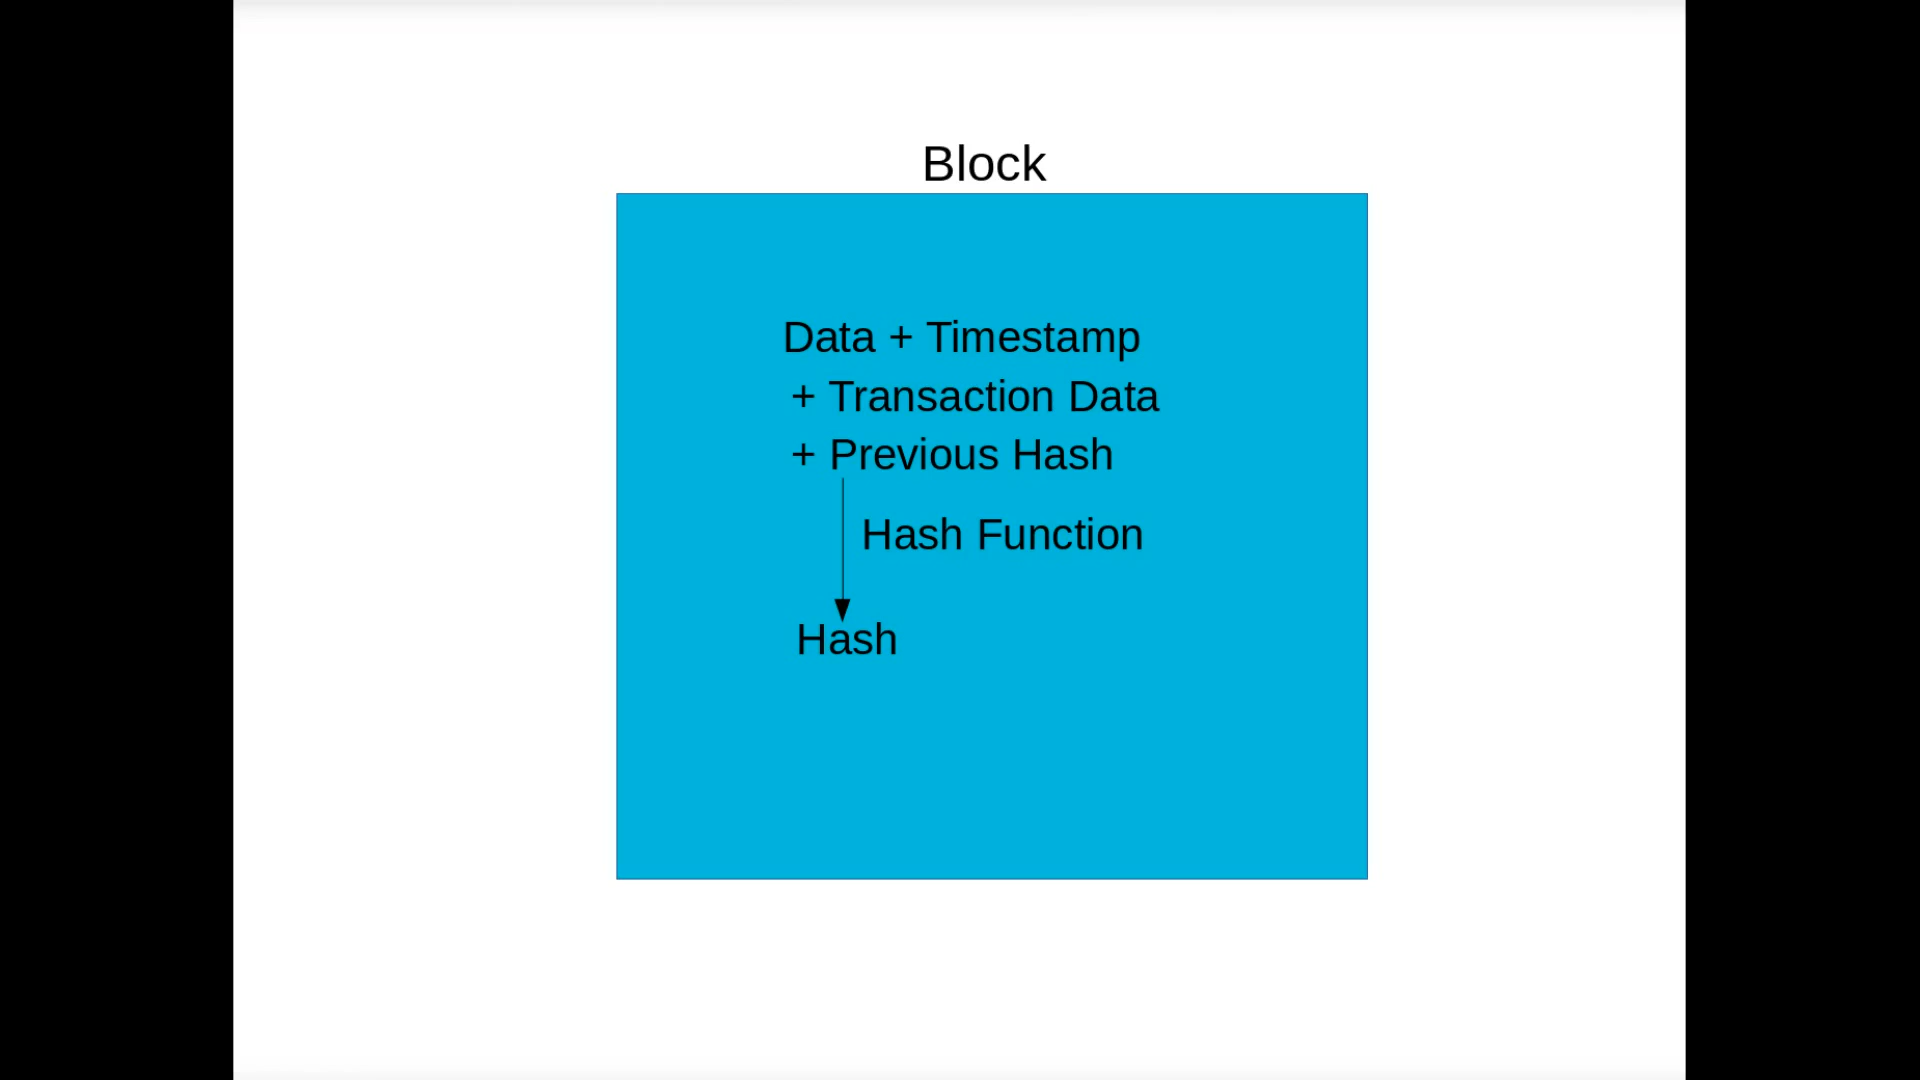 Block
Data + Timestamp
+ Transaction Data
+ Previous Hash
Hash Function
Hash